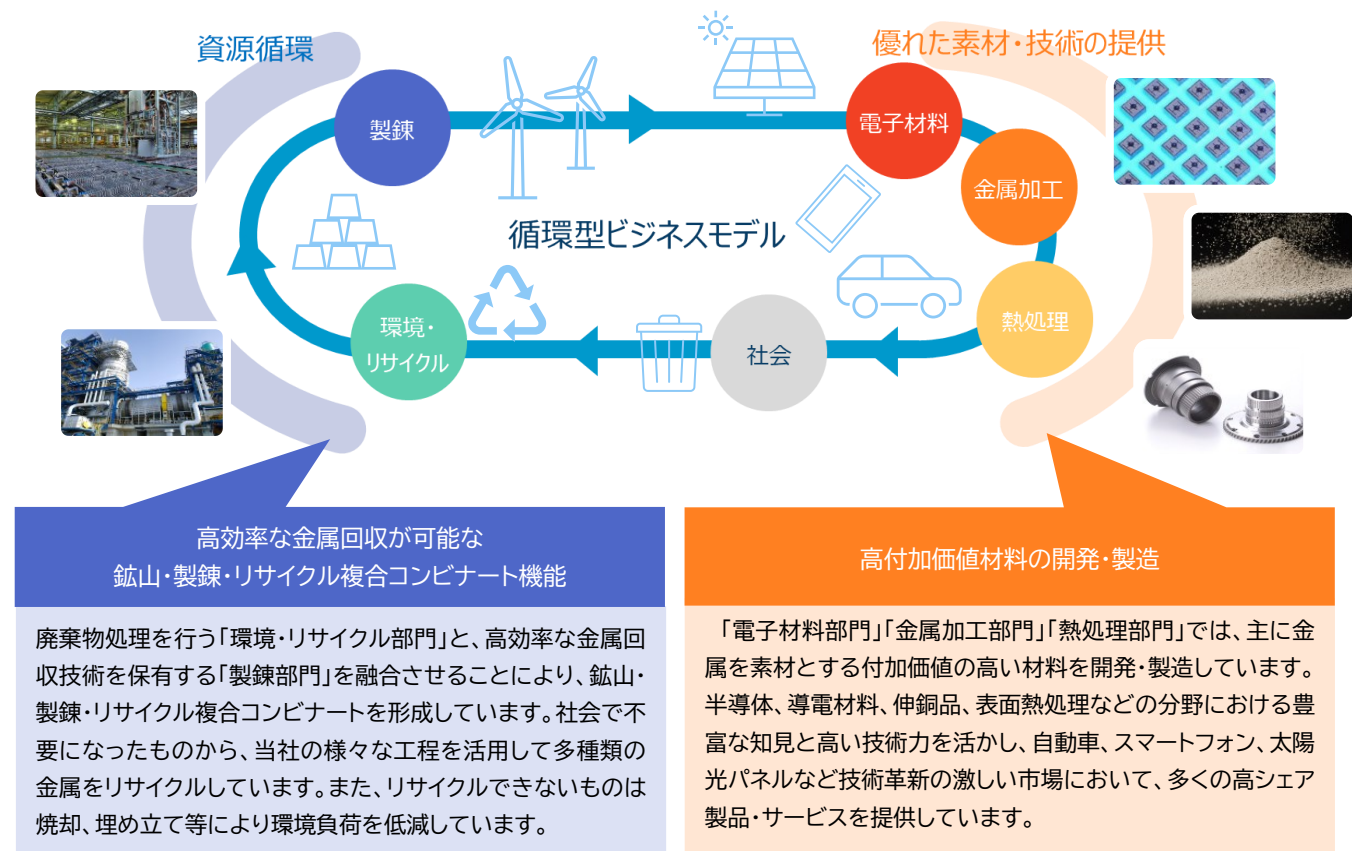 資源循環
優れた素材・技術の提供
製錬
電子材料
金属加工
循環型ビジネスモデル
熱処理
環境・
リサイクル
社会
高効率な金属回収が可能な
鉱山・製錬・リサイクル複合コンビナート機能
廃棄物処理を行う「環境・リサイクル部門」と、高効率な金属回
収技術を保有する「製錬部門」を融合させることにより、鉱山・
製錬・リサイクル複合コンビナートを形成しています。社会で不
要になったものから、当社の様々な工程を活用して多種類の
金属をリサイクルしています。また、リサイクルできないものは
焼却、埋め立て等により環境負荷を低減しています。
高付加価値材料の開発・製造
「電子材料部門」「金属加工部門」「熱処理部門」では、主に金
属を素材とする付加価値の高い材料を開発・製造しています。
半導体、導電材料、伸銅品、表面熱処理などの分野における豊
富な知見と高い技術力を活かし、自動車、スマートフォン、太陽
光パネルなど技術革新の激しい市場において、多くの高シェア
製品・サービスを提供しています。